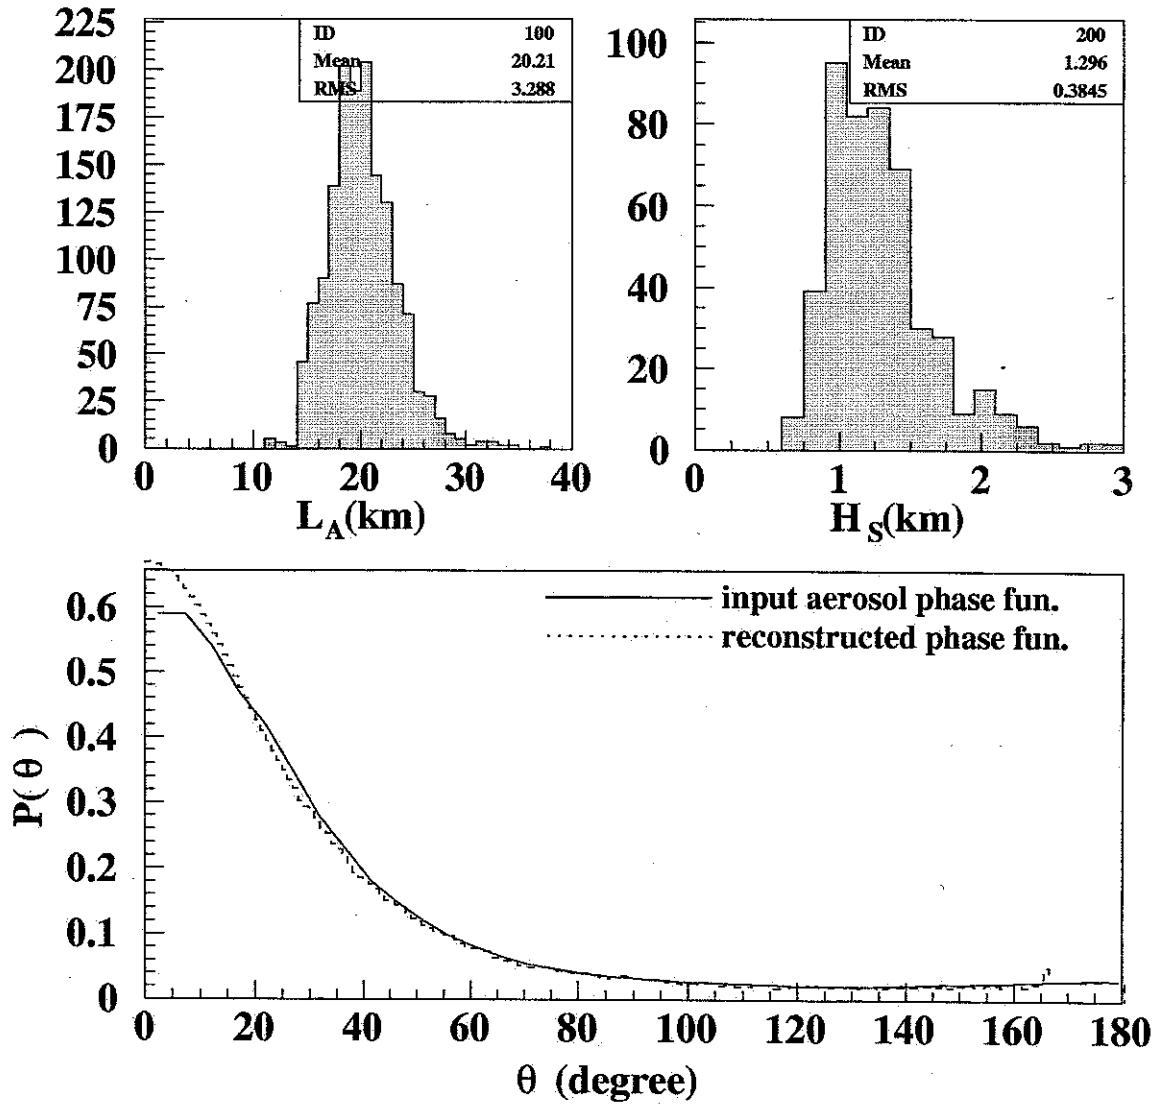 225
200
175
150
125
100
75
50
25
0
ID 100
Mean 20.21
RMS 3.288
0 10 20 30 40
L_A(km)
100
80
60
40
20
0
ID 200
Mean 1.296
RMS 0.3845
0 1 2 3
H_S(km)
P(θ)
0.6
0.5
0.4
0.3
0.2
0.1
0
input aerosol phase fun.
reconstructed phase fun.
0 20 40 60 80 100 120 140 160 180
θ (degree)